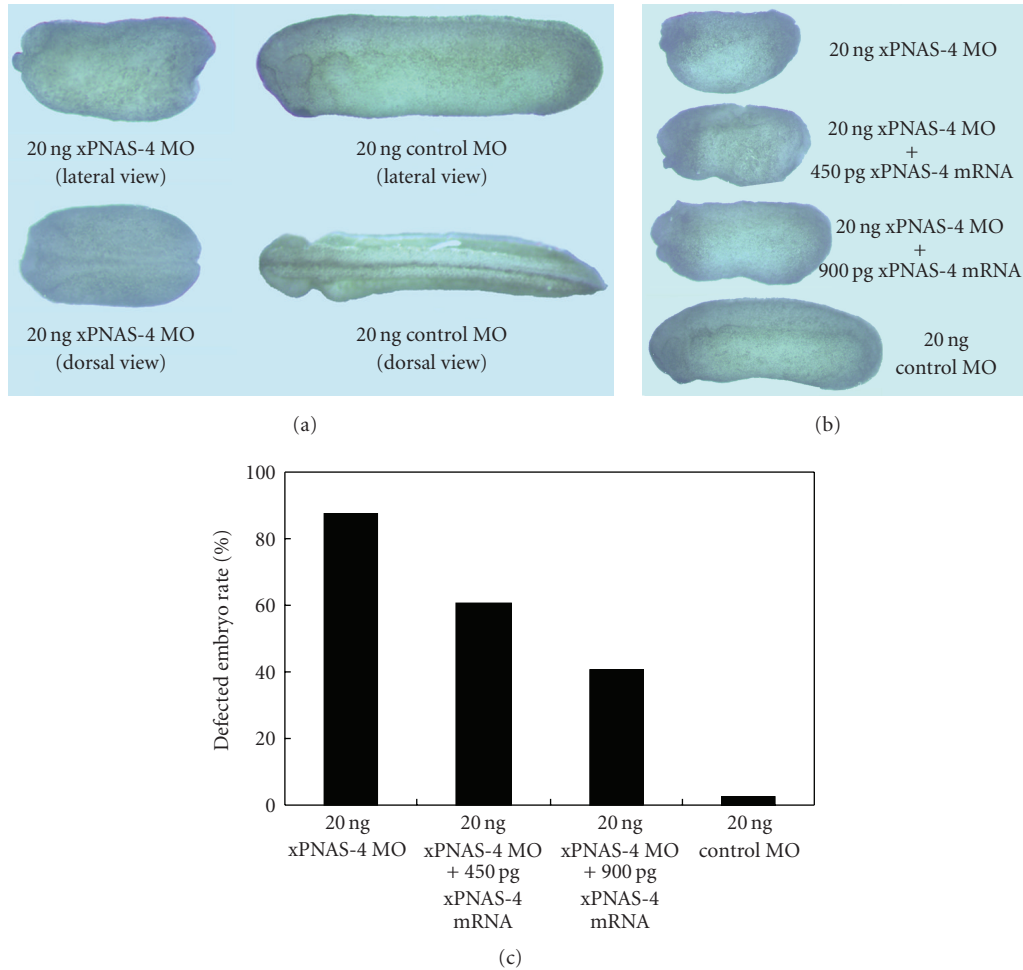 20 ng xPNAS-4 MO
(lateral view)
20 ng control MO
(lateral view)
20 ng xPNAS-4 MO
(dorsal view)
20 ng control MO
(dorsal view)
(a)
20 ng xPNAS-4 MO
20 ng xPNAS-4 MO
+
450 pg xPNAS-4 mRNA
20 ng xPNAS-4 MO
+
900 pg xPNAS-4 mRNA
20 ng
control MO
(b)
Defected embryo rate (%)
100
80
60
40
20
0
20 ng
xPNAS-4 MO
20 ng
xPNAS-4 MO
+ 450 pg
xPNAS-4
mRNA
20 ng
xPNAS-4 MO
+ 900 pg
xPNAS-4
mRNA
20 ng
control MO
(c)